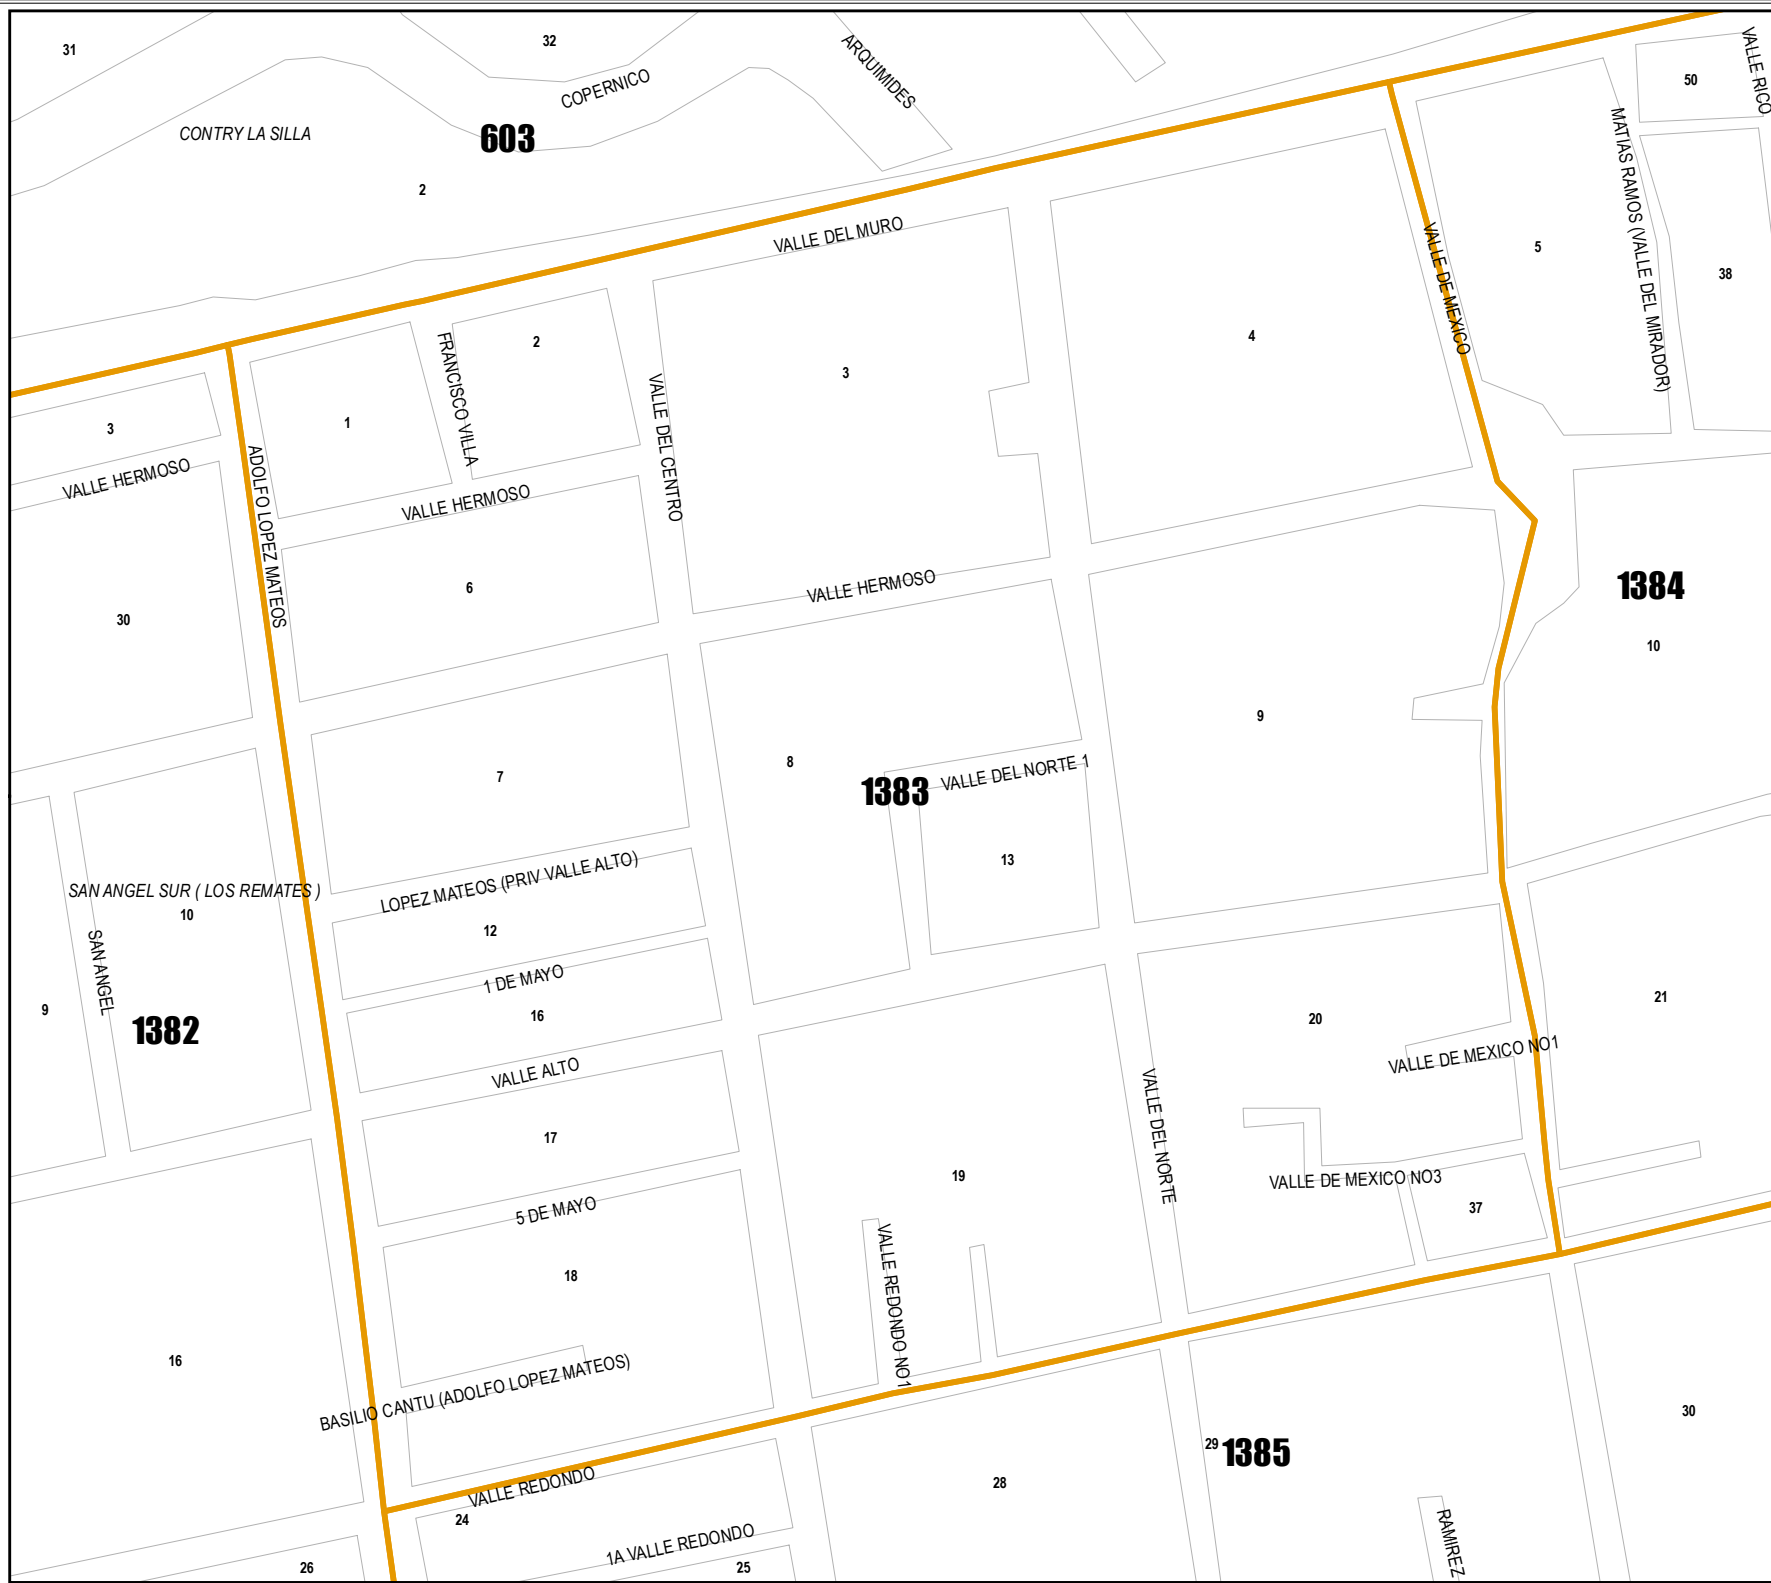 31
32
ARQUIMIDES
VALLE RICO
COPERNICO
50
CONTRY LA SILLA
603
MATIAS RAMOS (VALLE DEL MIRADOR)
2
VALLE DEL MURO
VALLE DE MEXICO
5
38
FRANCISCO VILLA
2
4
3
VALLE DEL CENTRO
3
1
ADOLFO LOPEZ MATEOS
VALLE HERMOSO
VALLE HERMOSO
VALLE HERMOSO
6
1384
30
10
9
8
7
1383
VALLE DEL NORTE 1
13
LOPEZ MATEOS (PRIV VALLE ALTO)
SAN ANGEL SUR ( LOS REMATES )
10
12
SAN ANGEL
1 DE MAYO
9
1382
16
20
21
VALLE DE MEXICO NO1
VALLE ALTO
VALLE DEL NORTE
17
19
VALLE DE MEXICO NO3
37
5 DE MAYO
VALLE REDONDO NO1
18
16
BASILIO CANTU (ADOLFO LOPEZ MATEOS)
30
29
1385
28
VALLE REDONDO
24
RAMIREZ
1A VALLE REDONDO
26
25